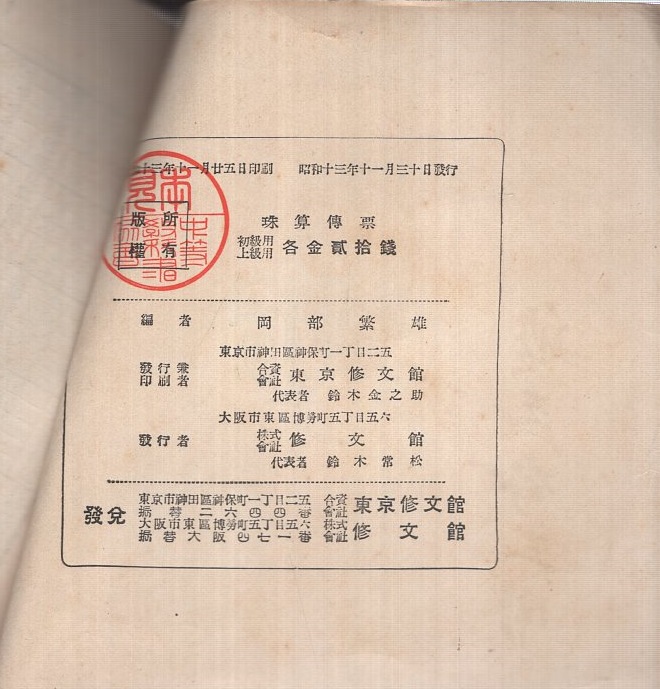 十三年十一月廿五日印刷　昭和十三年十一月三十日發行
版權所有
珠算傳票
初級用
上級用
各金貳拾錢
編者　岡部繁雄
東京市神田區神保町一丁目二五
發行兼
印刷者
合資
會社
東京修文館
代表者　鈴木金之助
大阪市東區博勞町五丁目五六
發行者
株式
會社
修文館
代表者　鈴木常松
發兌
東京市神田區神保町一丁目二五　合資
振替二六四四番　會社
東京修文館
大阪市東區博勞町五丁目五六　株式
振替大阪四七一番　會社
修文館